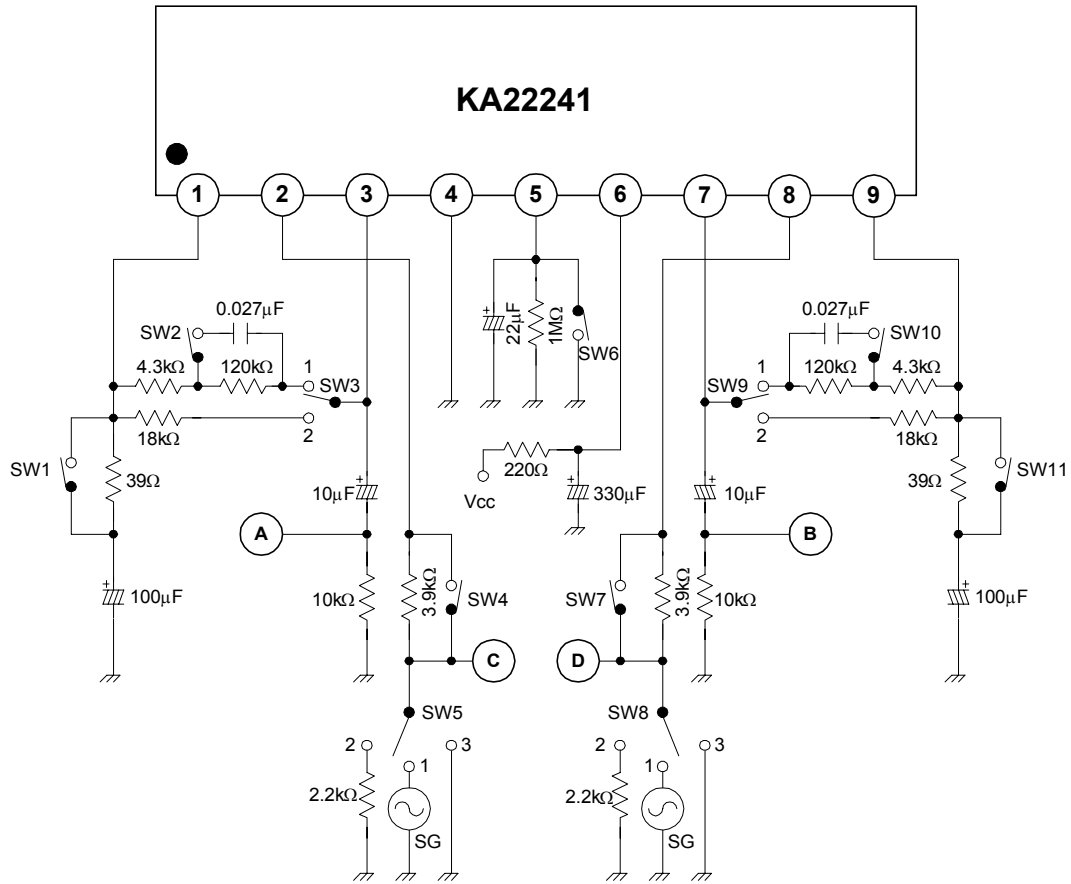 KA22241
1 2 3 4 5 6 7 8 9
0.027µF 0.027µF
SW2 22µF 1MΩ SW10
SW6
4.3kΩ 120kΩ 1 SW3 1 SW9 120kΩ 4.3kΩ
18kΩ 2 2 18kΩ
SW1 39Ω 220Ω 39Ω SW11
Vcc
10µF 330µF 10µF
A B
100µF 10kΩ 3.9kΩ SW4 SW7 3.9kΩ 10kΩ 100µF
C D
SW5 SW8
2 3 2 3
1 1
2.2kΩ 2.2kΩ
SG SG
+ + + + + +